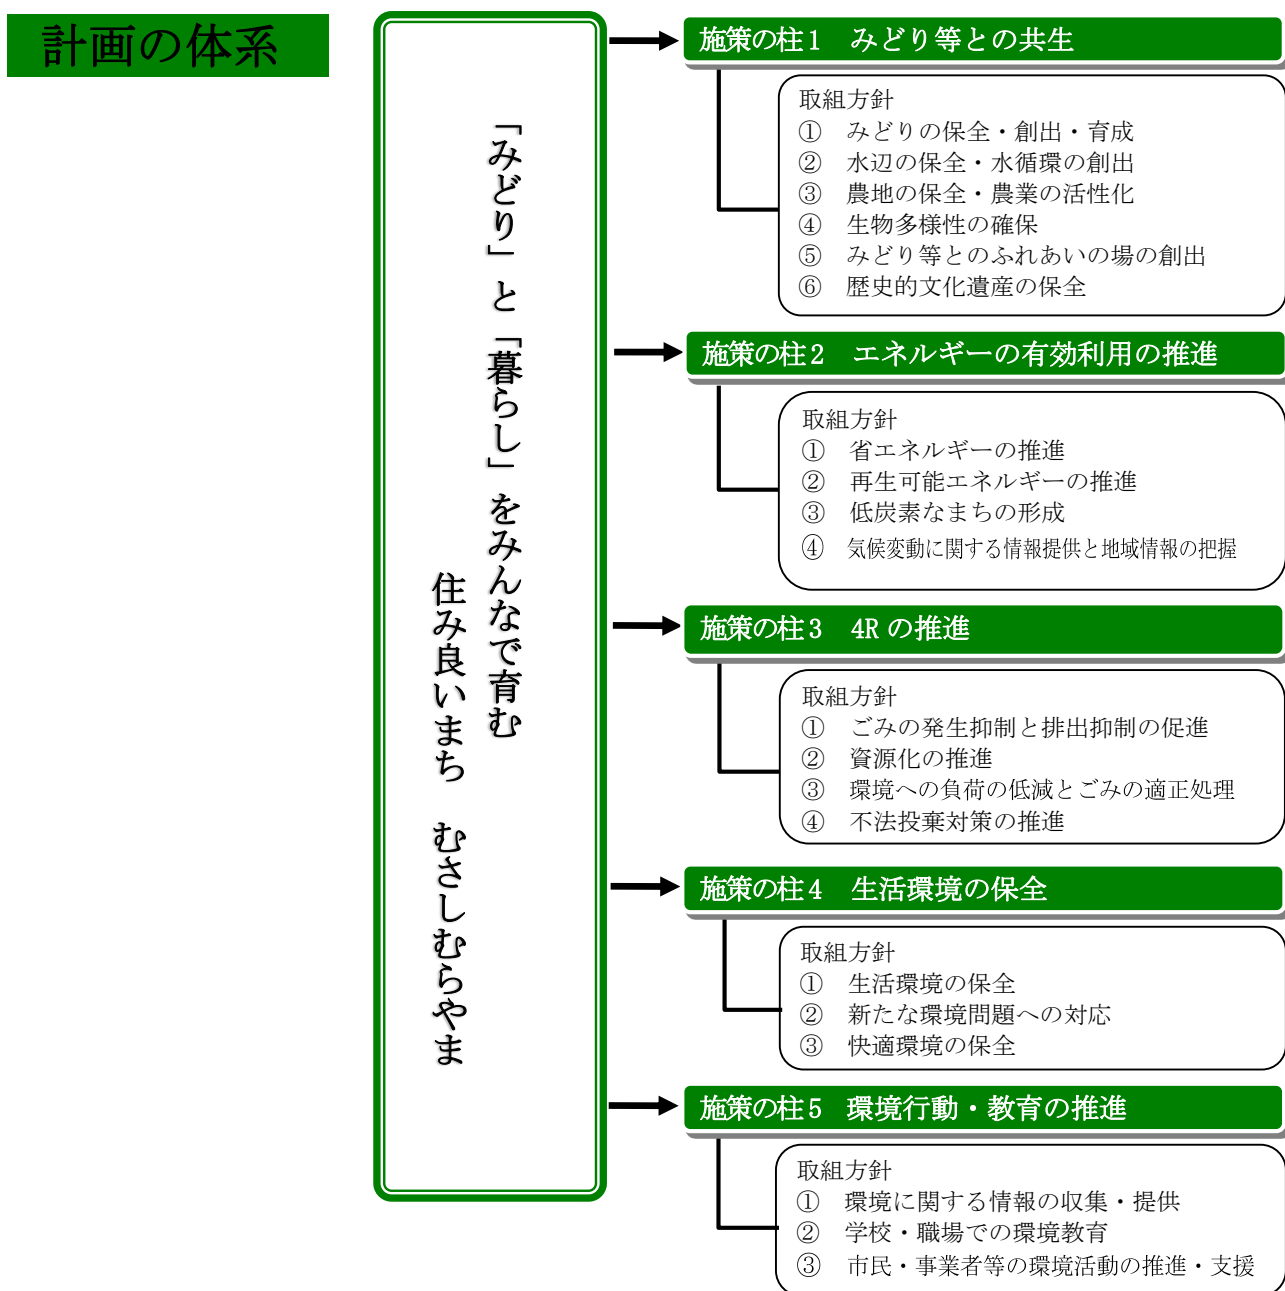 計画の体系
「みどり」と「暮らし」をみんなで育む
住み良いまち　むさしむらやま
施策の柱1　みどり等との共生
取組方針
①　みどりの保全・創出・育成
②　水辺の保全・水循環の創出
③　農地の保全・農業の活性化
④　生物多様性の確保
⑤　みどり等とのふれあいの場の創出
⑥　歴史的文化遺産の保全
施策の柱2　エネルギーの有効利用の推進
取組方針
①　省エネルギーの推進
②　再生可能エネルギーの推進
③　低炭素なまちの形成
④　気候変動に関する情報提供と地域情報の把握
施策の柱3　4Rの推進
取組方針
①　ごみの発生抑制と排出抑制の促進
②　資源化の推進
③　環境への負荷の低減とごみの適正処理
④　不法投棄対策の推進
施策の柱4　生活環境の保全
取組方針
①　生活環境の保全
②　新たな環境問題への対応
③　快適環境の保全
施策の柱5　環境行動・教育の推進
取組方針
①　環境に関する情報の収集・提供
②　学校・職場での環境教育
③　市民・事業者等の環境活動の推進・支援